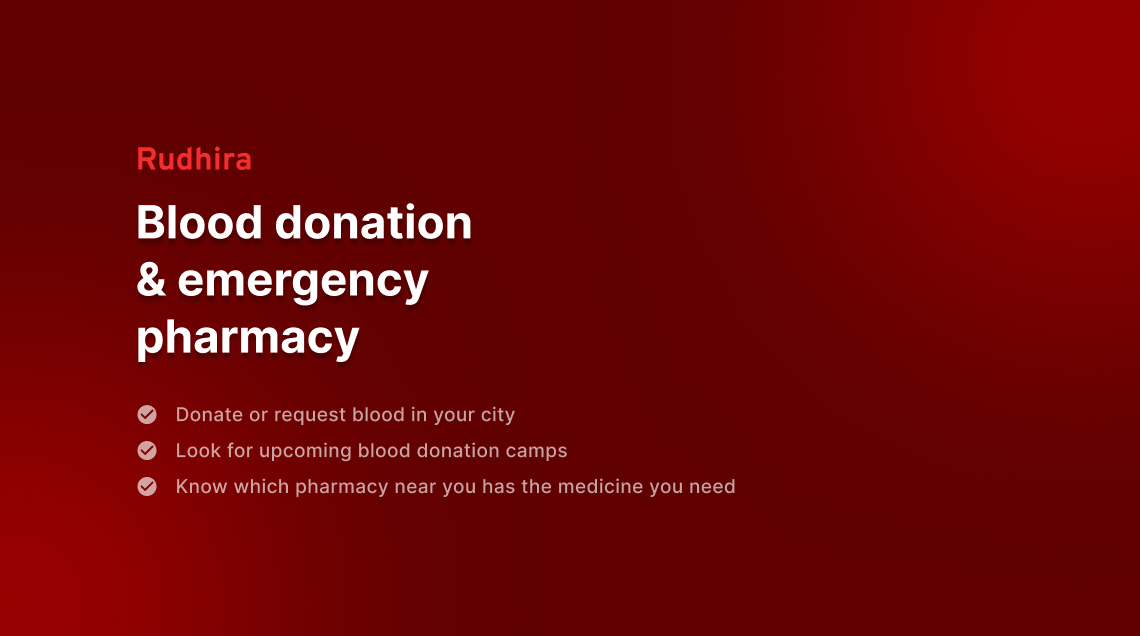 Rudhira
Blood donation
& emergency
pharmacy
Donate or request blood in your city
Look for upcoming blood donation camps
Know which pharmacy near you has the medicine you need